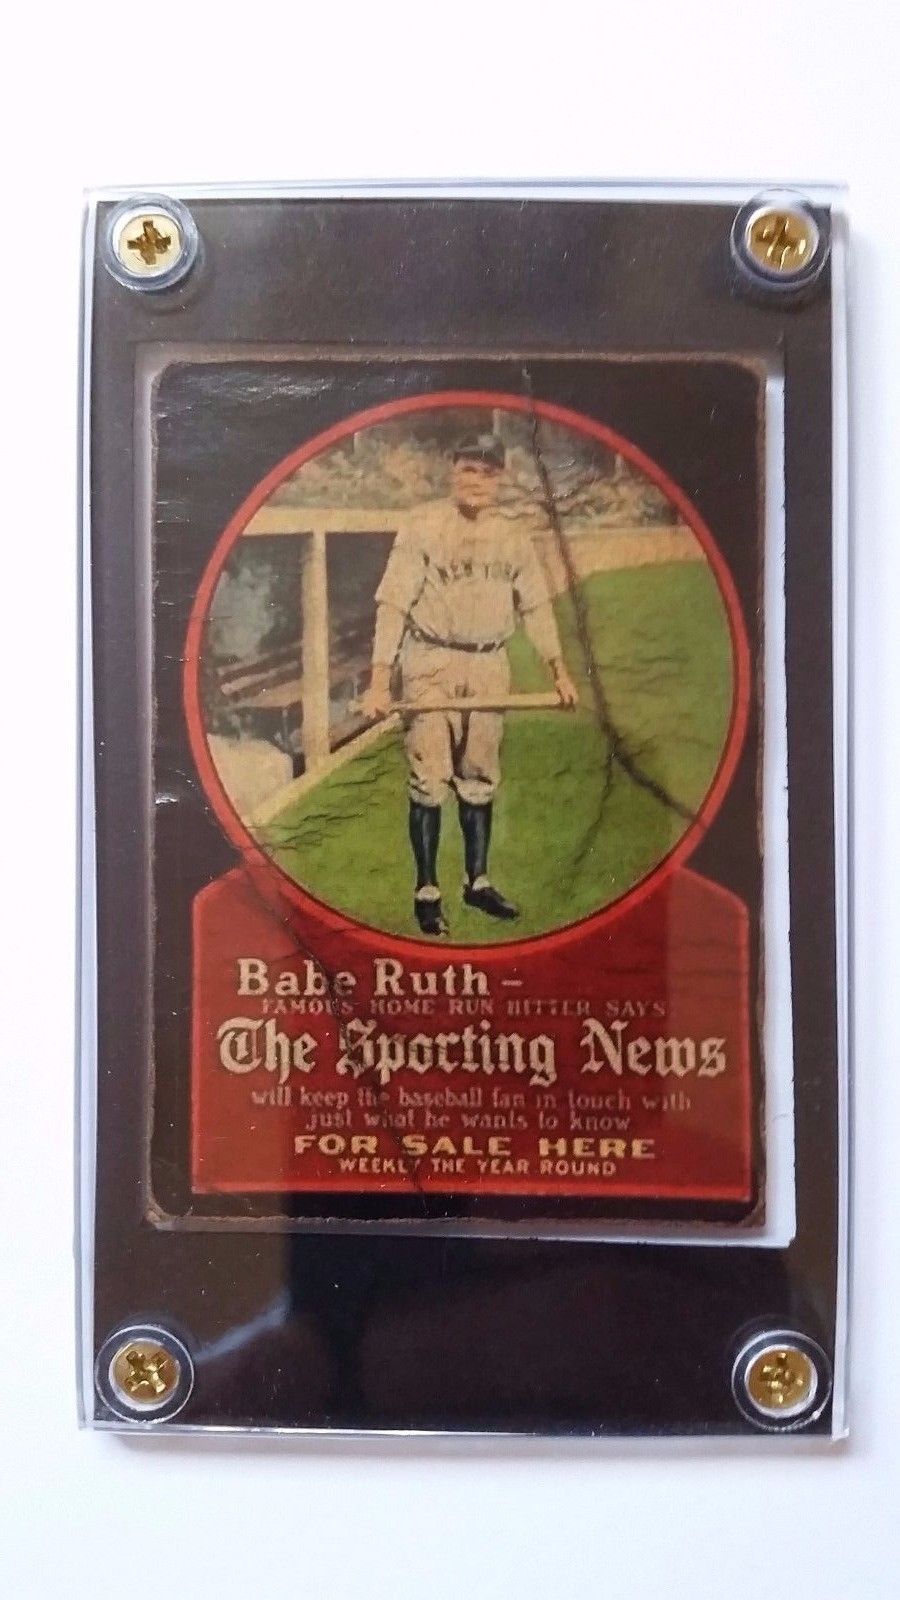 NEW YORK
Babe Ruth –
FAMOUS HOME RUN HITTER SAYS
The Sporting News
will keep the baseball fan in touch with
just what he wants to know
FOR SALE HERE
WEEKLY THE YEAR ROUND